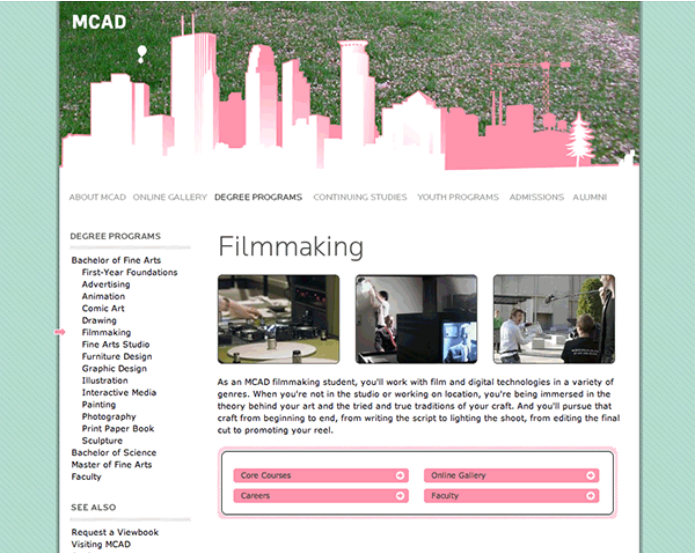 MCAD
ABOUT MCAD ONLINE GALLERY DEGREE PROGRAMS CONTINUING STUDIES YOUTH PROGRAMS ADMISSIONS ALUMNI
DEGREE PROGRAMS
Bachelor of Fine Arts
First-Year Foundations
Advertising
Animation
Comic Art
Drawing
Filmmaking
Fine Arts Studio
Furniture Design
Graphic Design
Illustration
Interactive Media
Painting
Photography
Print Paper Book
Sculpture
Bachelor of Science
Master of Fine Arts
Faculty
SEE ALSO
Request a Viewbook
Visiting MCAD
Filmmaking
As an MCAD filmmaking student, you'll work with film and digital technologies in a variety of
genres. When you're not in the studio or working on location, you're being immersed in the
theory behind your art and the tried and true traditions of your craft. And you'll pursue that
craft from beginning to end, from writing the script to lighting the shoot, from editing the final
cut to promoting your reel.
Core Courses
Online Gallery
Careers
Faculty